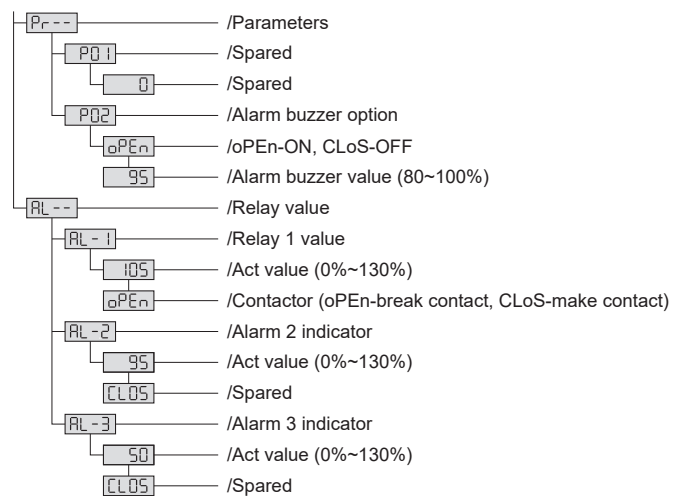 Pr-- /Parameters
P01 /Spared
0 /Spared
P02 /Alarm buzzer option
oPEn /oPEn-ON, CLoS-OFF
95 /Alarm buzzer value (80~100%)
AL-- /Relay value
AL-1 /Relay 1 value
105 /Act value (0%~130%)
oPEn /Contactor (oPEn-break contact, CLoS-make contact)
AL-2 /Alarm 2 indicator
95 /Act value (0%~130%)
CLOS /Spared
AL-3 /Alarm 3 indicator
50 /Act value (0%~130%)
CLOS /Spared